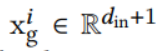 x_g^i ∈ ℝ^{d_in+1}